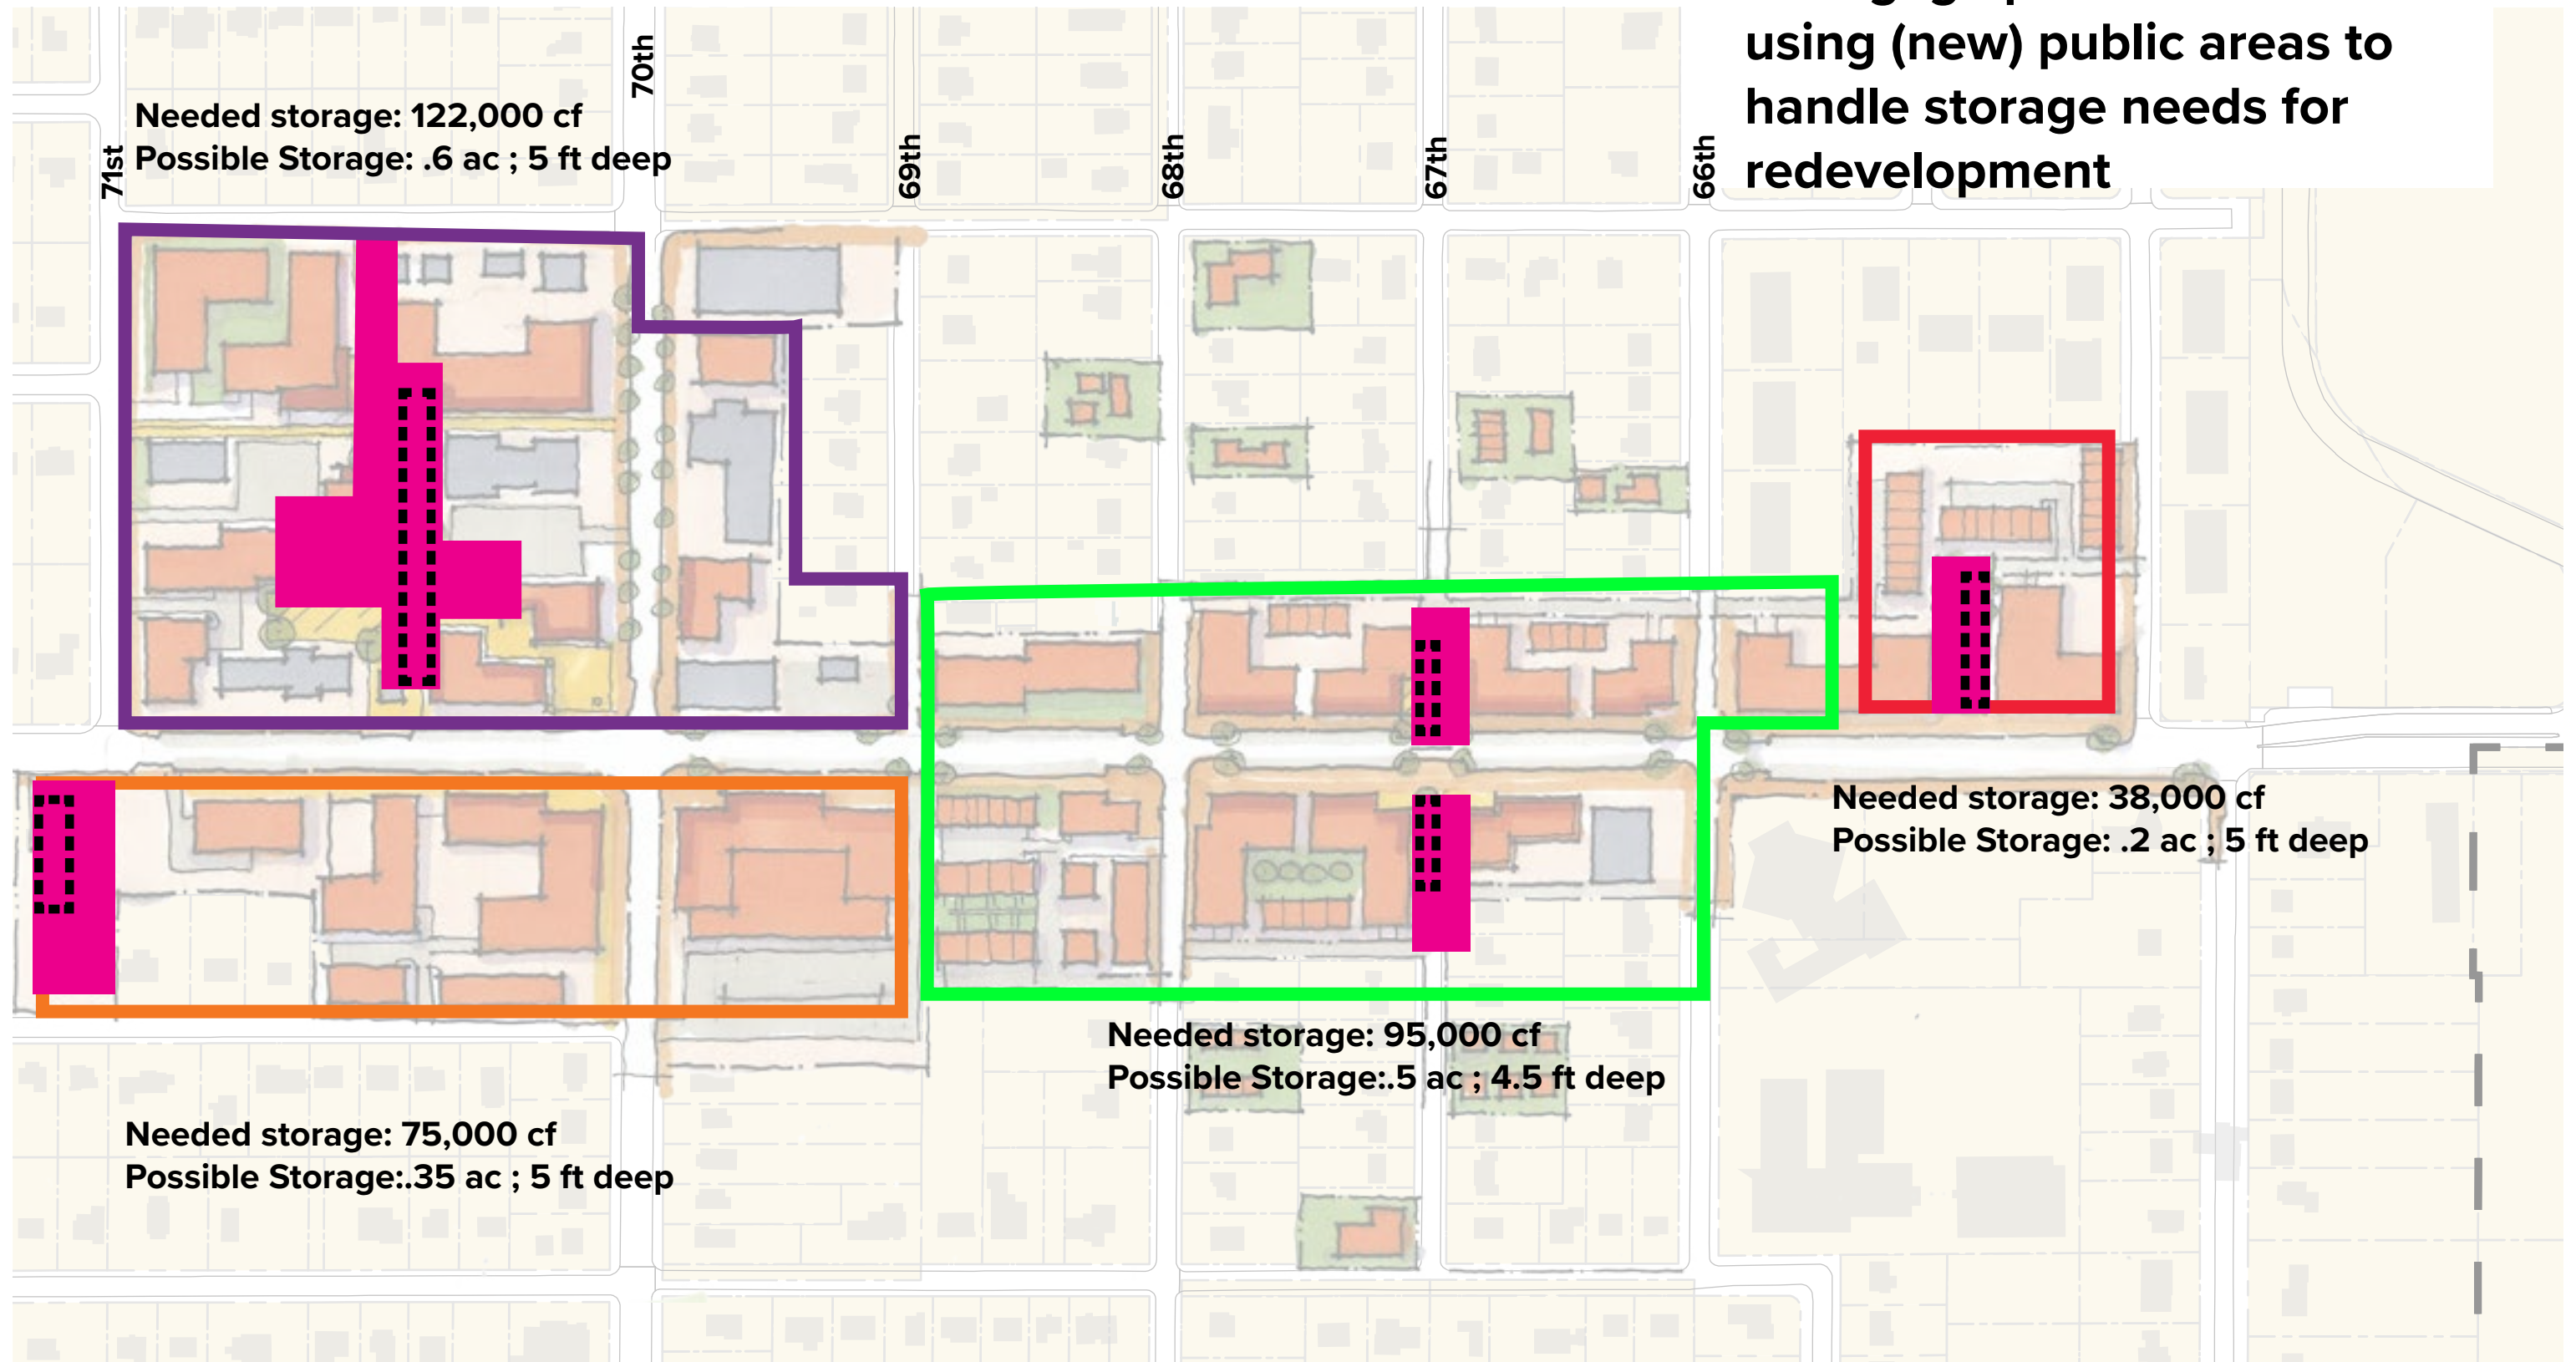 using (new) public areas to
handle storage needs for
redevelopment
70th
Needed storage: 122,000 cf
Possible Storage: .6 ac ; 5 ft deep
71st
69th
68th
67th
66th
Needed storage: 38,000 cf
Possible Storage: .2 ac ; 5 ft deep
Needed storage: 95,000 cf
Possible Storage:.5 ac ; 4.5 ft deep
Needed storage: 75,000 cf
Possible Storage:.35 ac ; 5 ft deep